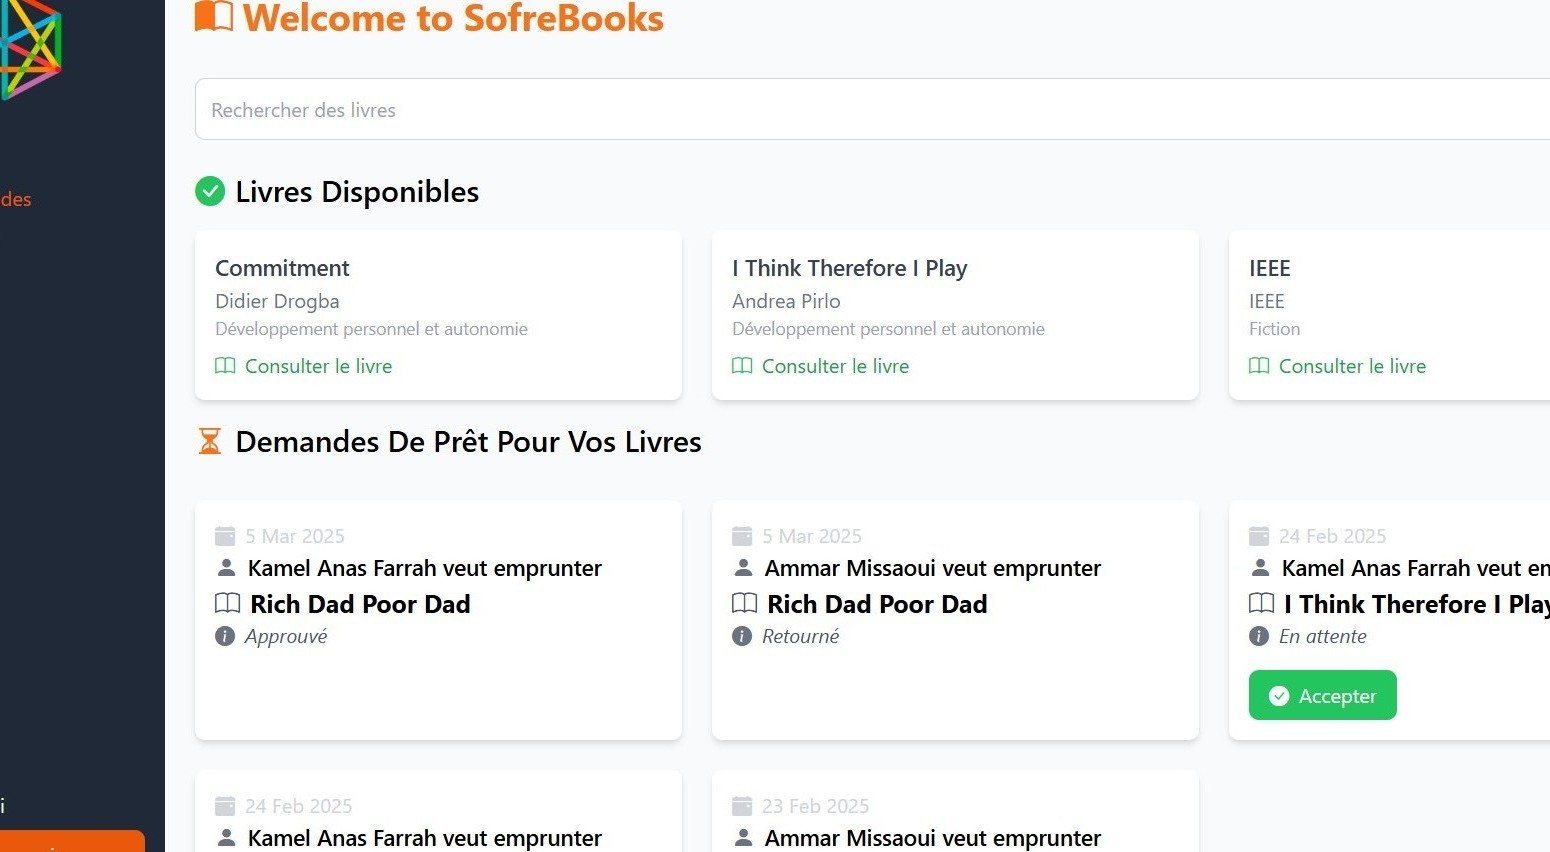 Welcome to SofreBooks
Rechercher des livres
des
Livres Disponibles
Commitment
Didier Drogba
Développement personnel et autonomie
Consulter le livre
I Think Therefore I Play
Andrea Pirlo
Développement personnel et autonomie
Consulter le livre
IEEE
IEEE
Fiction
Consulter le livre
Demandes De Prêt Pour Vos Livres
5 Mar 2025
Kamel Anas Farrah veut emprunter
Rich Dad Poor Dad
Approuvé
5 Mar 2025
Ammar Missaoui veut emprunter
Rich Dad Poor Dad
Retourné
24 Feb 2025
Kamel Anas Farrah veut em
I Think Therefore I Play
En attente
Accepter
24 Feb 2025
Kamel Anas Farrah veut emprunter
23 Feb 2025
Ammar Missaoui veut emprunter
i